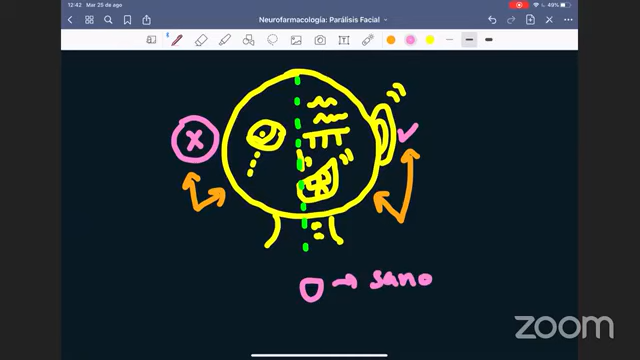 12:42 Mar 25 de ago
Neurofarmacología: Parálisis Facial
49%
→ sano
zoom